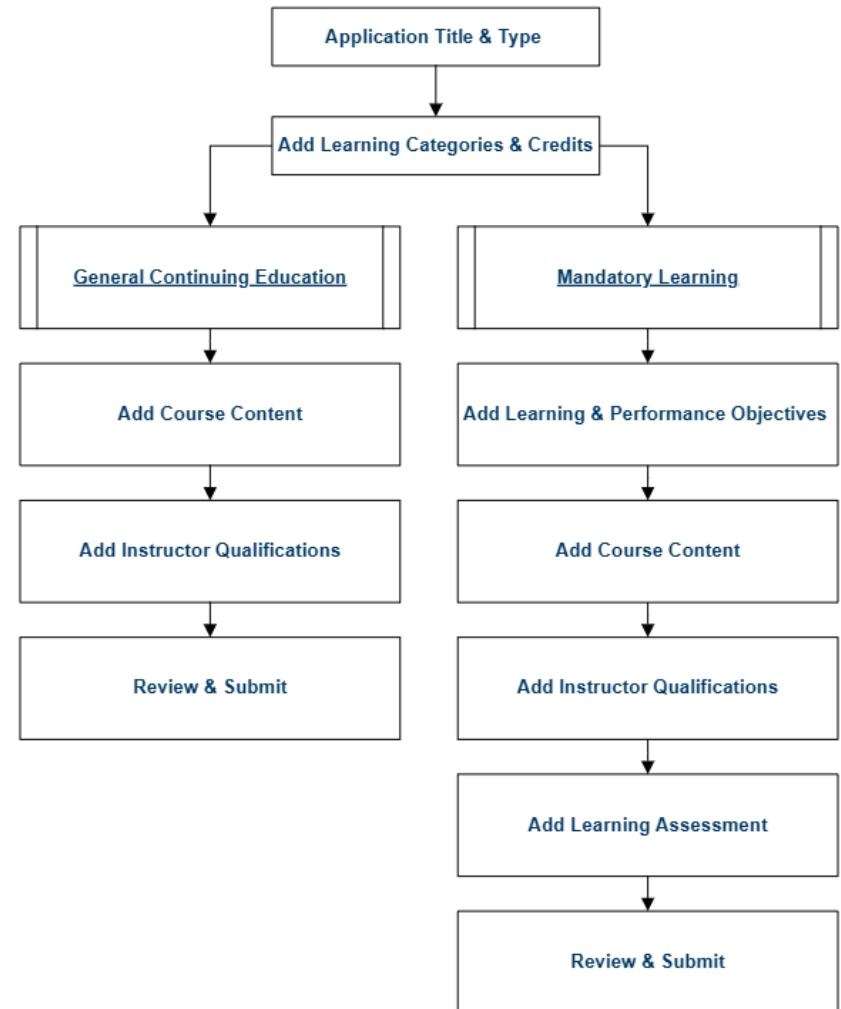 Application Title & Type
Add Learning Categories & Credits
General Continuing Education
Add Course Content
Add Instructor Qualifications
Review & Submit
Mandatory Learning
Add Learning & Performance Objectives
Add Course Content
Add Instructor Qualifications
Add Learning Assessment
Review & Submit